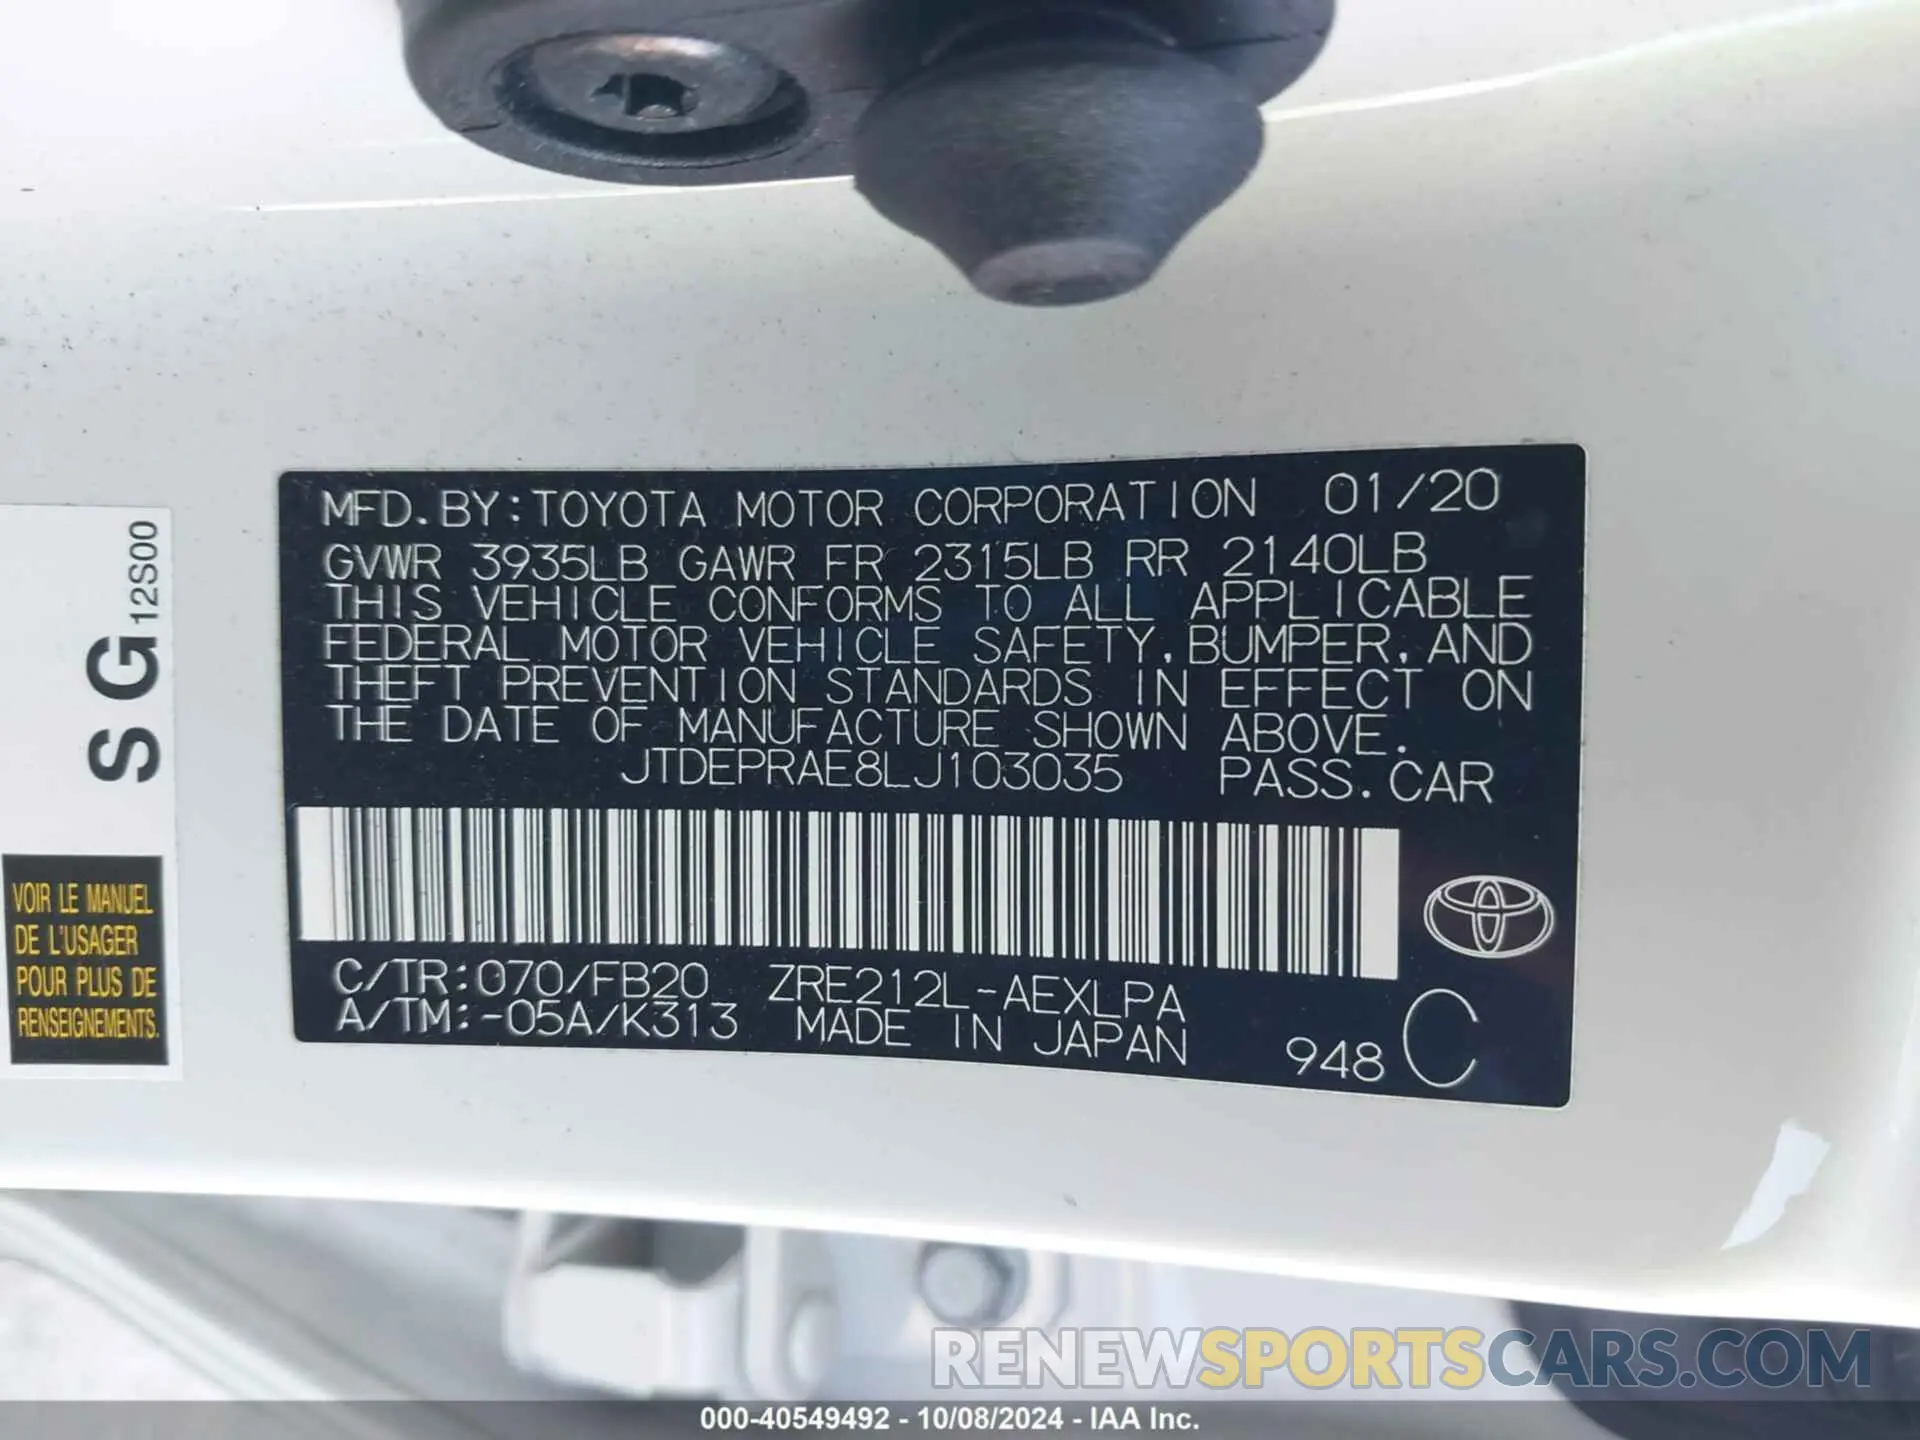 MFD. BY: TOYOTA MOTOR CORPORATION 01/20
GVWR 3935LB GAWR FR 2315LB RR 2140LB
THIS VEHICLE CONFORMS TO ALL APPLICABLE
FEDERAL MOTOR VEHICLE SAFETY, BUMPER, AND
THEFT PREVENTION STANDARDS IN EFFECT ON
THE DATE OF MANUFACTURE SHOWN ABOVE.
JTDEPRAE8LJ103035 PASS. CAR
C/TR: 070/FB20 ZRE212L-AEXLPA
A/TM: -05A/K313 MADE IN JAPAN 948 C
S G 12S00
VOIR LE MANUEL
DE L'USAGER
POUR PLUS DE
RENSEIGNEMENTS.
RENEWSPORTSCARS.COM
000-40549492 - 10/08/2024 - IAA Inc.